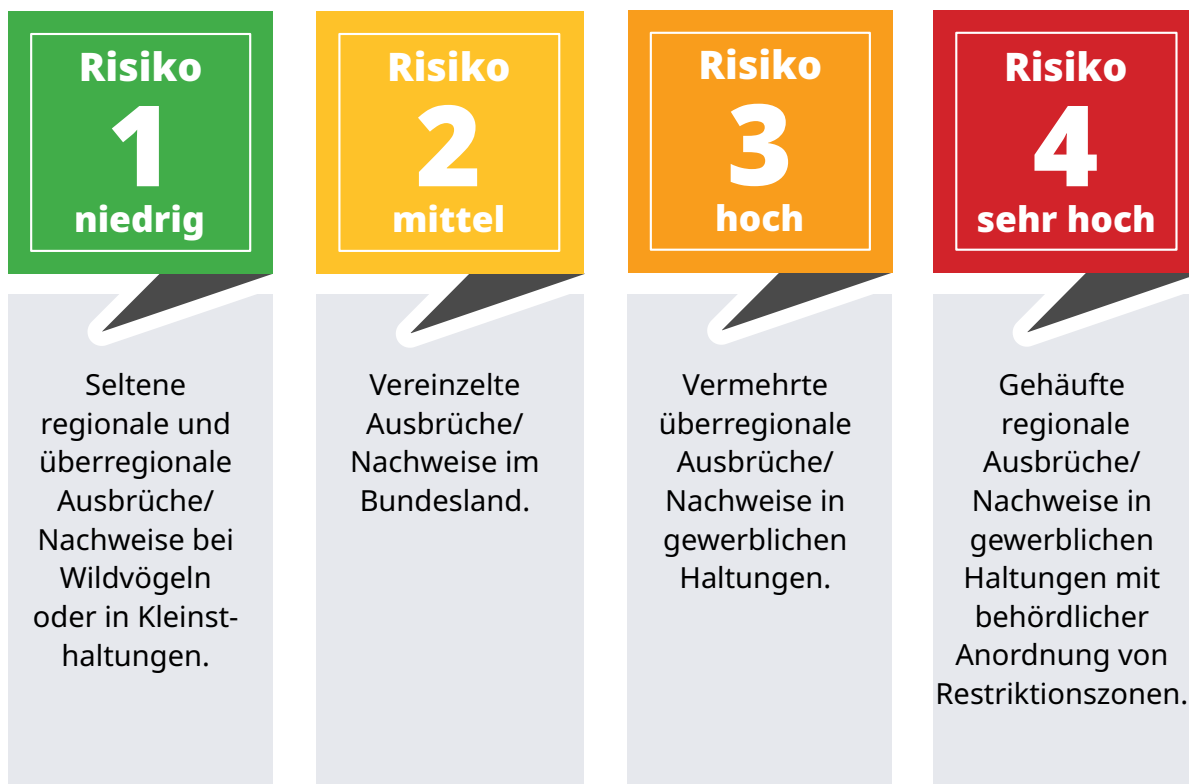 Risiko
1
niedrig
Seltene
regionale und
überregionale
Ausbrüche/
Nachweise bei
Wildvögeln
oder in Kleinst-
haltungen.
Risiko
2
mittel
Vereinzelte
Ausbrüche/
Nachweise im
Bundesland.
Risiko
3
hoch
Vermehrte
überregionale
Ausbrüche/
Nachweise in
gewerblichen
Haltungen.
Risiko
4
sehr hoch
Gehäufte
regionale
Ausbrüche/
Nachweise in
gewerblichen
Haltungen mit
behördlicher
Anordnung von
Restriktionszonen.